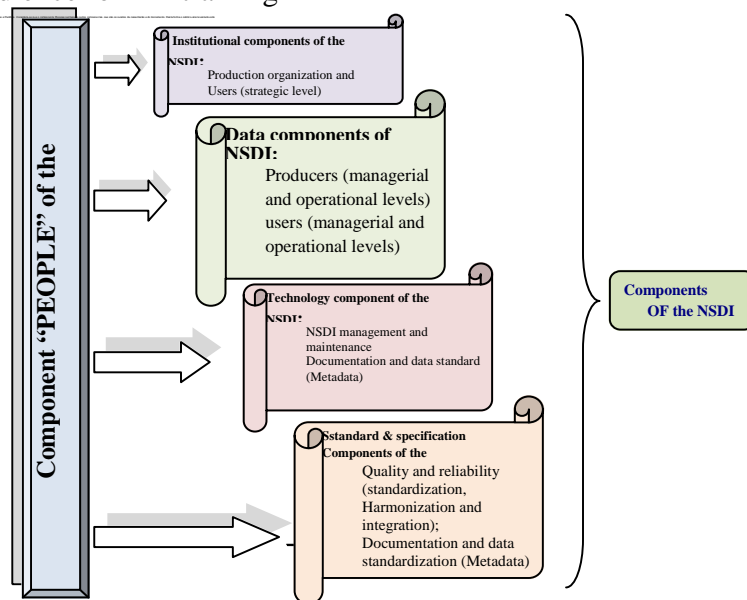 Component “PEOPLE” of the
Institutional components of the
NSDI:
Production organization and
Users (strategic level)
Data components of
NSDI:
Producers (managerial
and operational levels)
users (managerial and
operational levels)
Technology component of the
NSDI:
NSDI management and
maintenance
Documentation and data standard
(Metadata)
Sstandard & specification
Components of the
Quality and reliability
(standardization,
Harmonization and
integration);
Documentation and data
standardization (Metadata)
Components
OF the NSDI